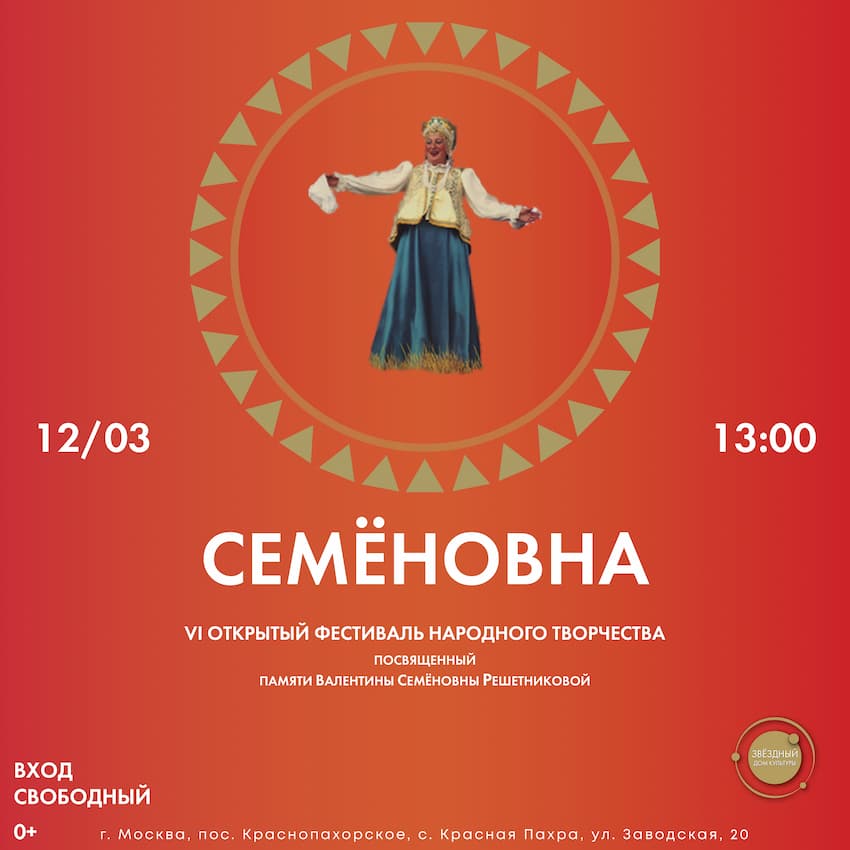 12/03
13:00
СЕМЁНОВНА
VI ОТКРЫТЫЙ ФЕСТИВАЛЬ НАРОДНОГО ТВОРЧЕСТВА
ПОСВЯЩЕННЫЙ
ПАМЯТИ ВАЛЕНТИНЫ СЕМЁНОВНЫ РЕШЕТНИКОВОЙ
ЗВЁЗДНЫЙ
ДОМ КУЛЬТУРЫ
ВХОД
СВОБОДНЫЙ
0+
г. Москва, пос. Краснопахорское, с. Красная Пахра, ул. Заводская, 20